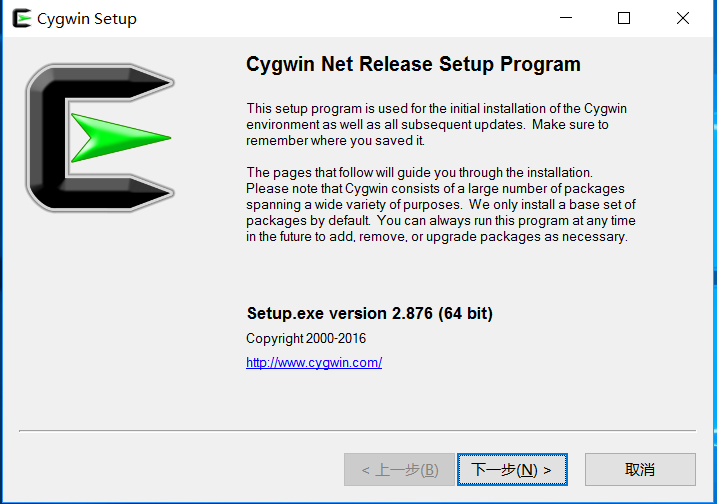 Cygwin Setup
Cygwin Net Release Setup Program
This setup program is used for the initial installation of the Cygwin
environment as well as all subsequent updates.  Make sure to
remember where you saved it.
The pages that follow will guide you through the installation.
Please note that Cygwin consists of a large number of packages
spanning a wide variety of purposes.  We only install a base set of
packages by default.  You can always run this program at any time
in the future to add, remove, or upgrade packages as necessary.
Setup.exe version 2.876 (64 bit)
Copyright 2000-2016
http://www.cygwin.com/
< 上一步(B) 下一步(N) > 取消